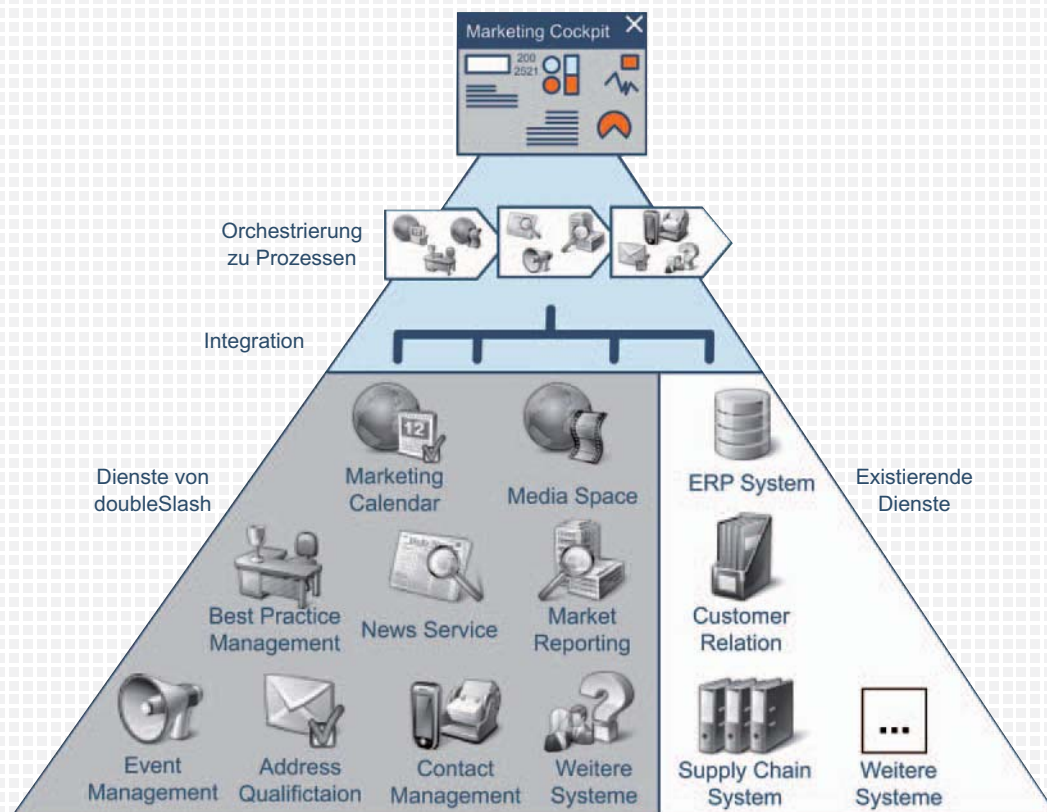 Marketing Cockpit
200
2521
Orchestrierung
zu Prozessen
Integration
Dienste von
doubleSlash
Existierende
Dienste
12
Marketing
Calendar
Media Space
ERP System
Best Practice
Management
News Service
Market
Reporting
Customer
Relation
Event
Management
Address
Qualifictaion
Contact
Management
Weitere
Systeme
Supply Chain
System
...
Weitere
Systeme